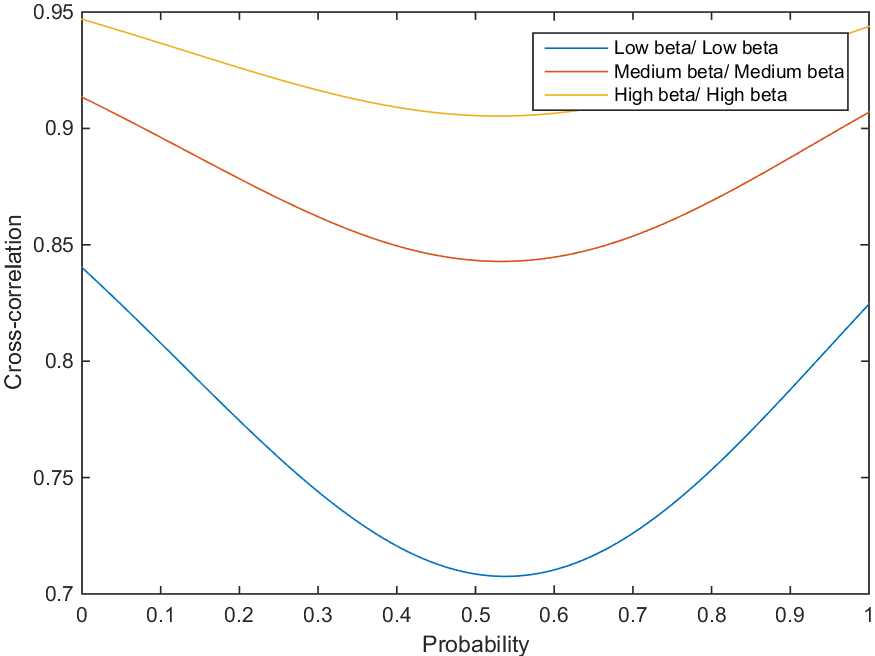 0.95
0.9
0.85
0.8
0.75
0.7
Cross-correlation
Low beta/ Low beta
Medium beta/ Medium beta
High beta/ High beta
0 0.1 0.2 0.3 0.4 0.5 0.6 0.7 0.8 0.9 1
Probability